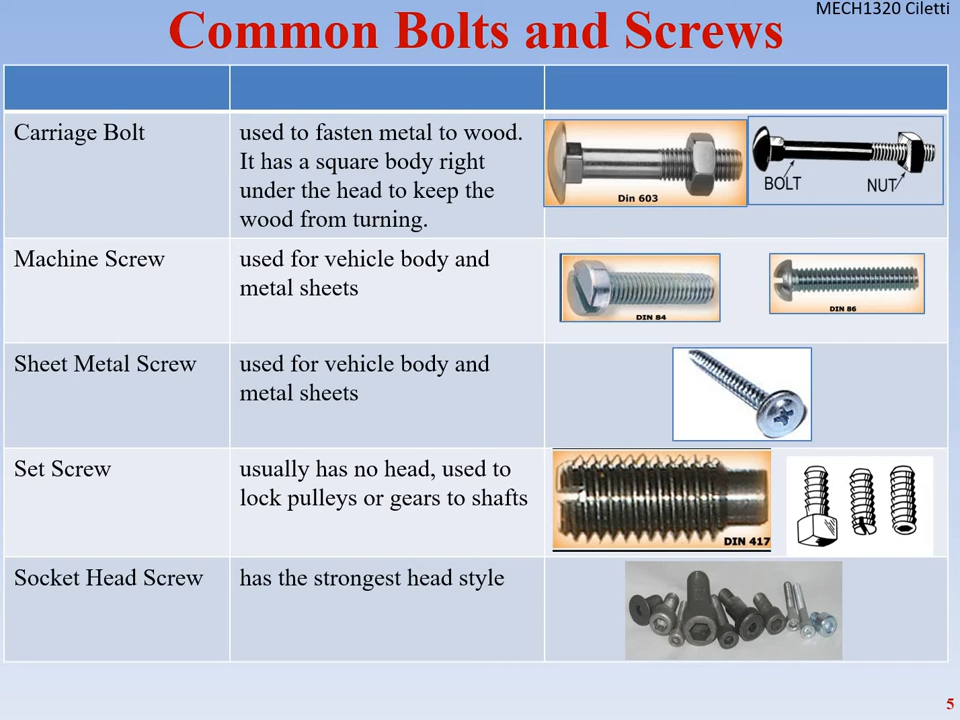 MECH1320 Ciletti
Common Bolts and Screws
Carriage Bolt
used to fasten metal to wood.
It has a square body right
under the head to keep the
wood from turning.
Din 603
BOLT
NUT
Machine Screw
used for vehicle body and
metal sheets
DIN 84
DIN 86
Sheet Metal Screw
used for vehicle body and
metal sheets
Set Screw
usually has no head, used to
lock pulleys or gears to shafts
DIN 417
Socket Head Screw
has the strongest head style
5